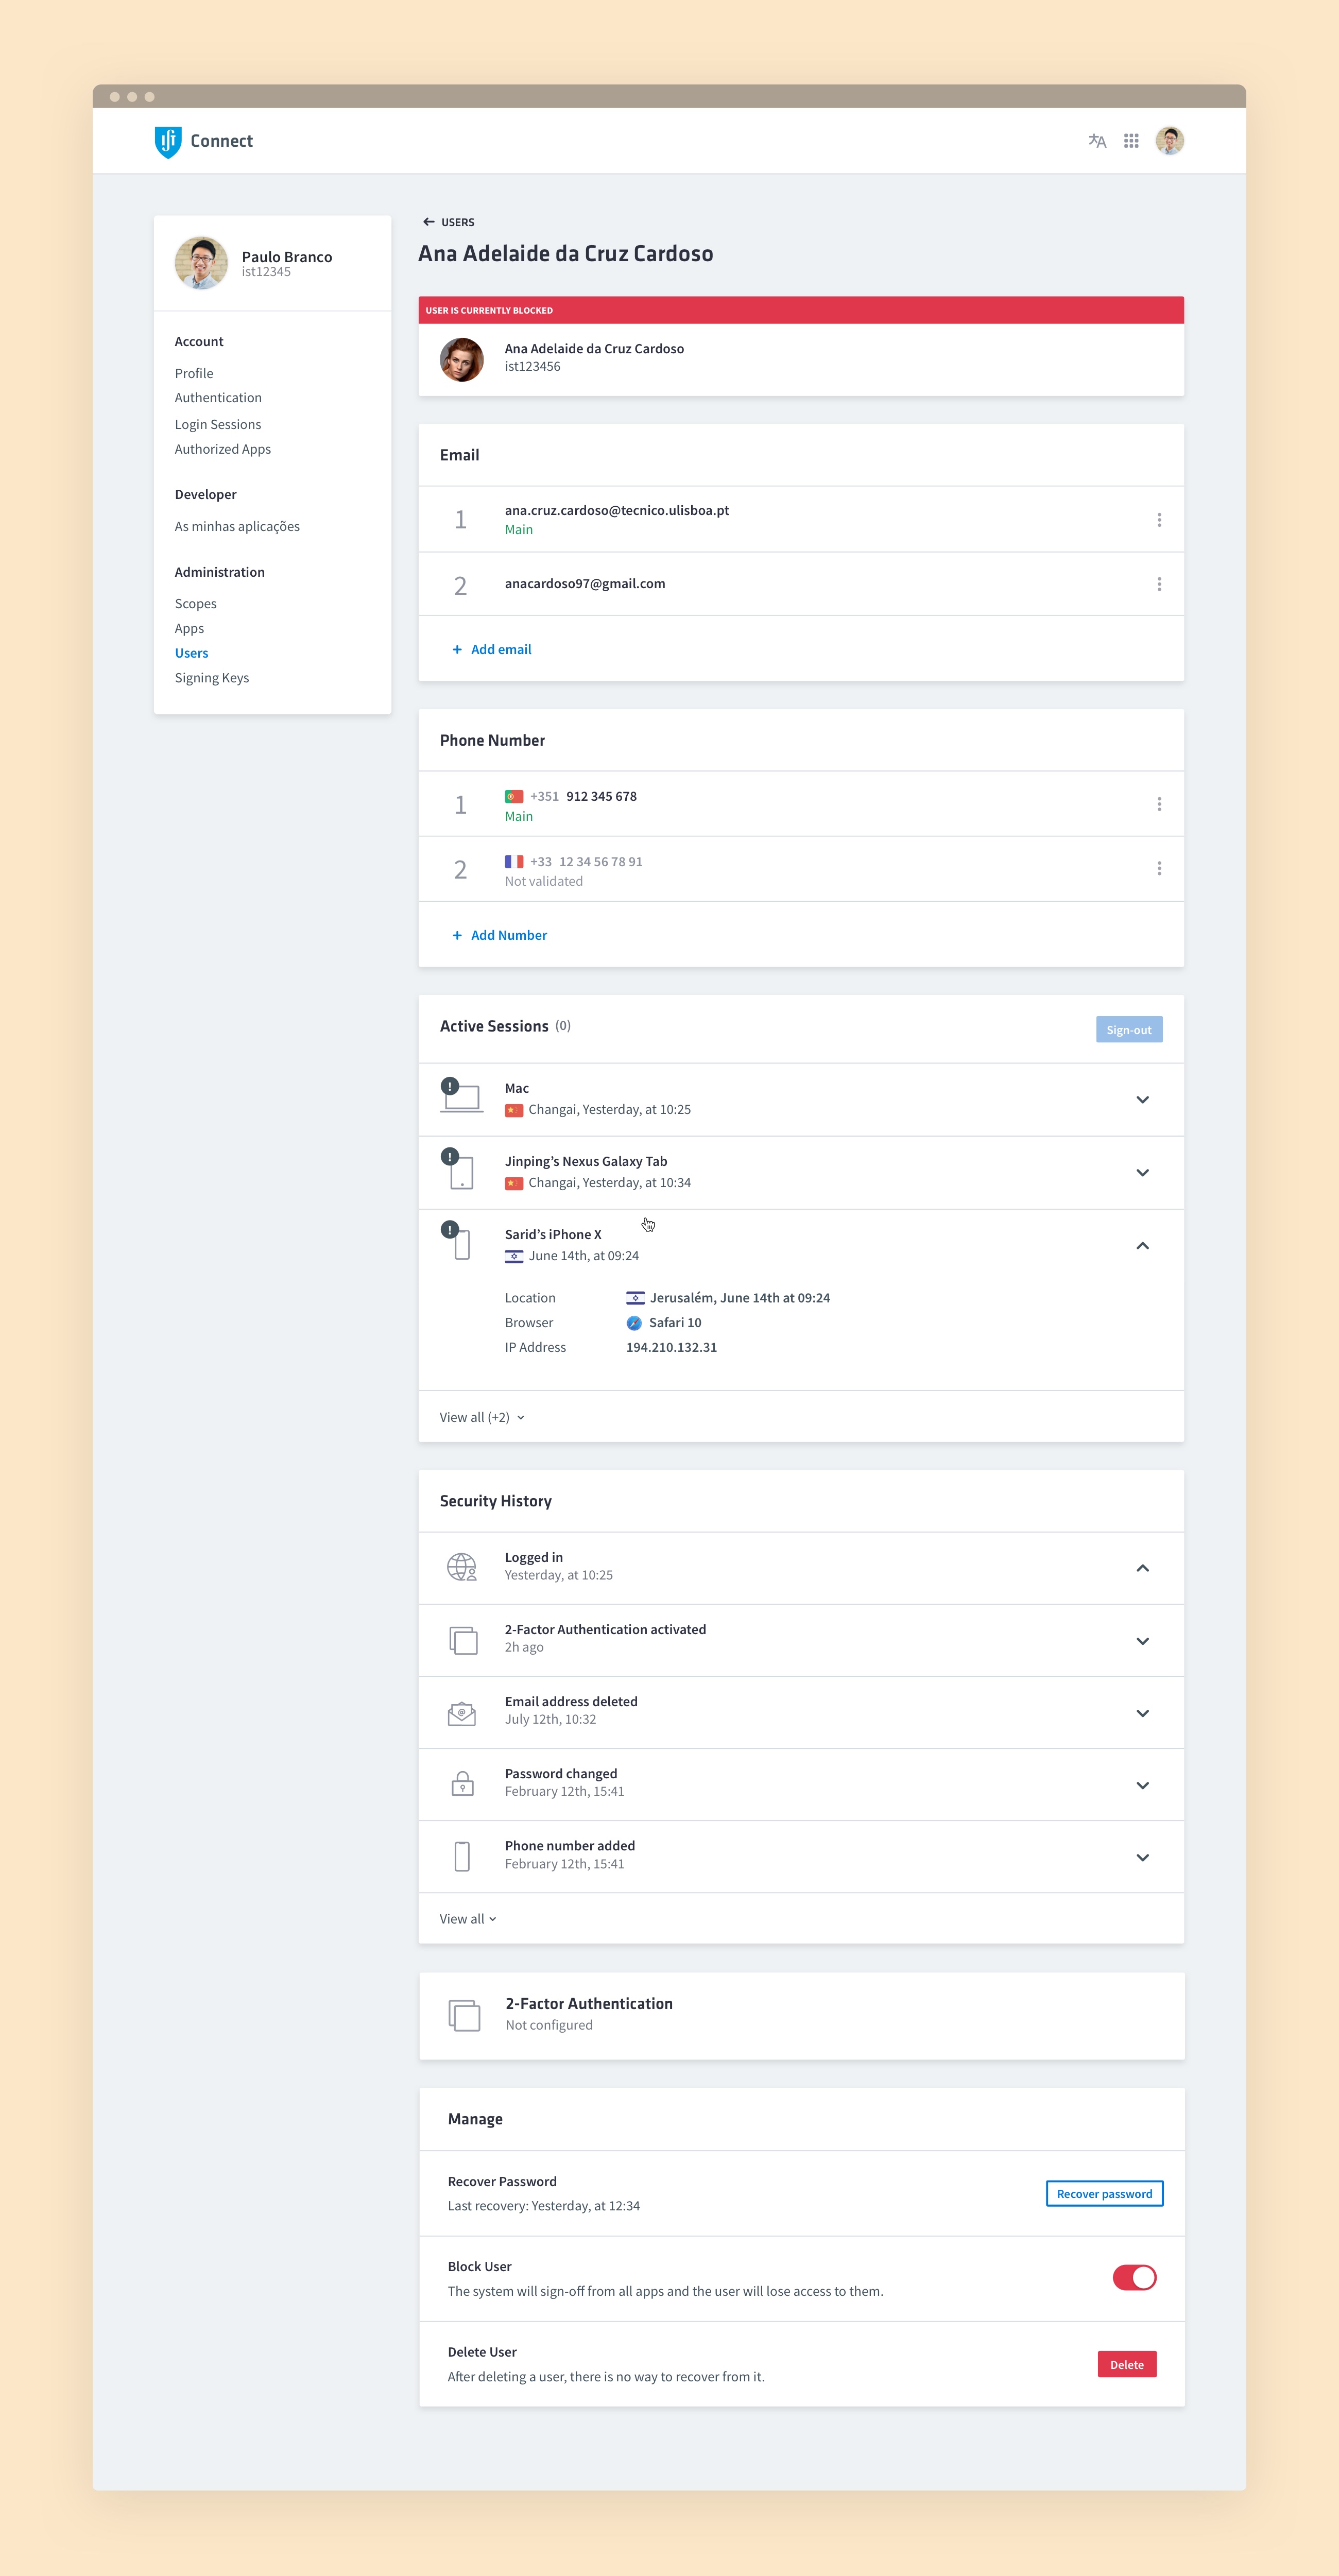 Connect
Paulo Branco
ist12345
Account
Profile
Authentication
Login Sessions
Authorized Apps
Developer
As minhas aplicações
Administration
Scopes
Apps
Users
Signing Keys
USERS
Ana Adelaide da Cruz Cardoso
USER IS CURRENTLY BLOCKED
Ana Adelaide da Cruz Cardoso
ist123456
Email
1
ana.cruz.cardoso@tecnico.ulisboa.pt
Main
2
anacardoso97@gmail.com
+ Add email
Phone Number
1
+351 912 345 678
Main
2
+33 12 34 56 78 91
Not validated
+ Add Number
Active Sessions (0)
Sign-out
!
Mac
Changai, Yesterday, at 10:25
!
Jinping’s Nexus Galaxy Tab
Changai, Yesterday, at 10:34
!
Sarid’s iPhone X
June 14th, at 09:24
Location Jerusalém, June 14th at 09:24
Browser Safari 10
IP Address 194.210.132.31
View all (+2)
Security History
Logged in
Yesterday, at 10:25
2-Factor Authentication activated
2h ago
Email address deleted
July 12th, 10:32
Password changed
February 12th, 15:41
Phone number added
February 12th, 15:41
View all
2-Factor Authentication
Not configured
Manage
Recover Password
Last recovery: Yesterday, at 12:34
Recover password
Block User
The system will sign-off from all apps and the user will lose access to them.
Delete User
After deleting a user, there is no way to recover from it.
Delete